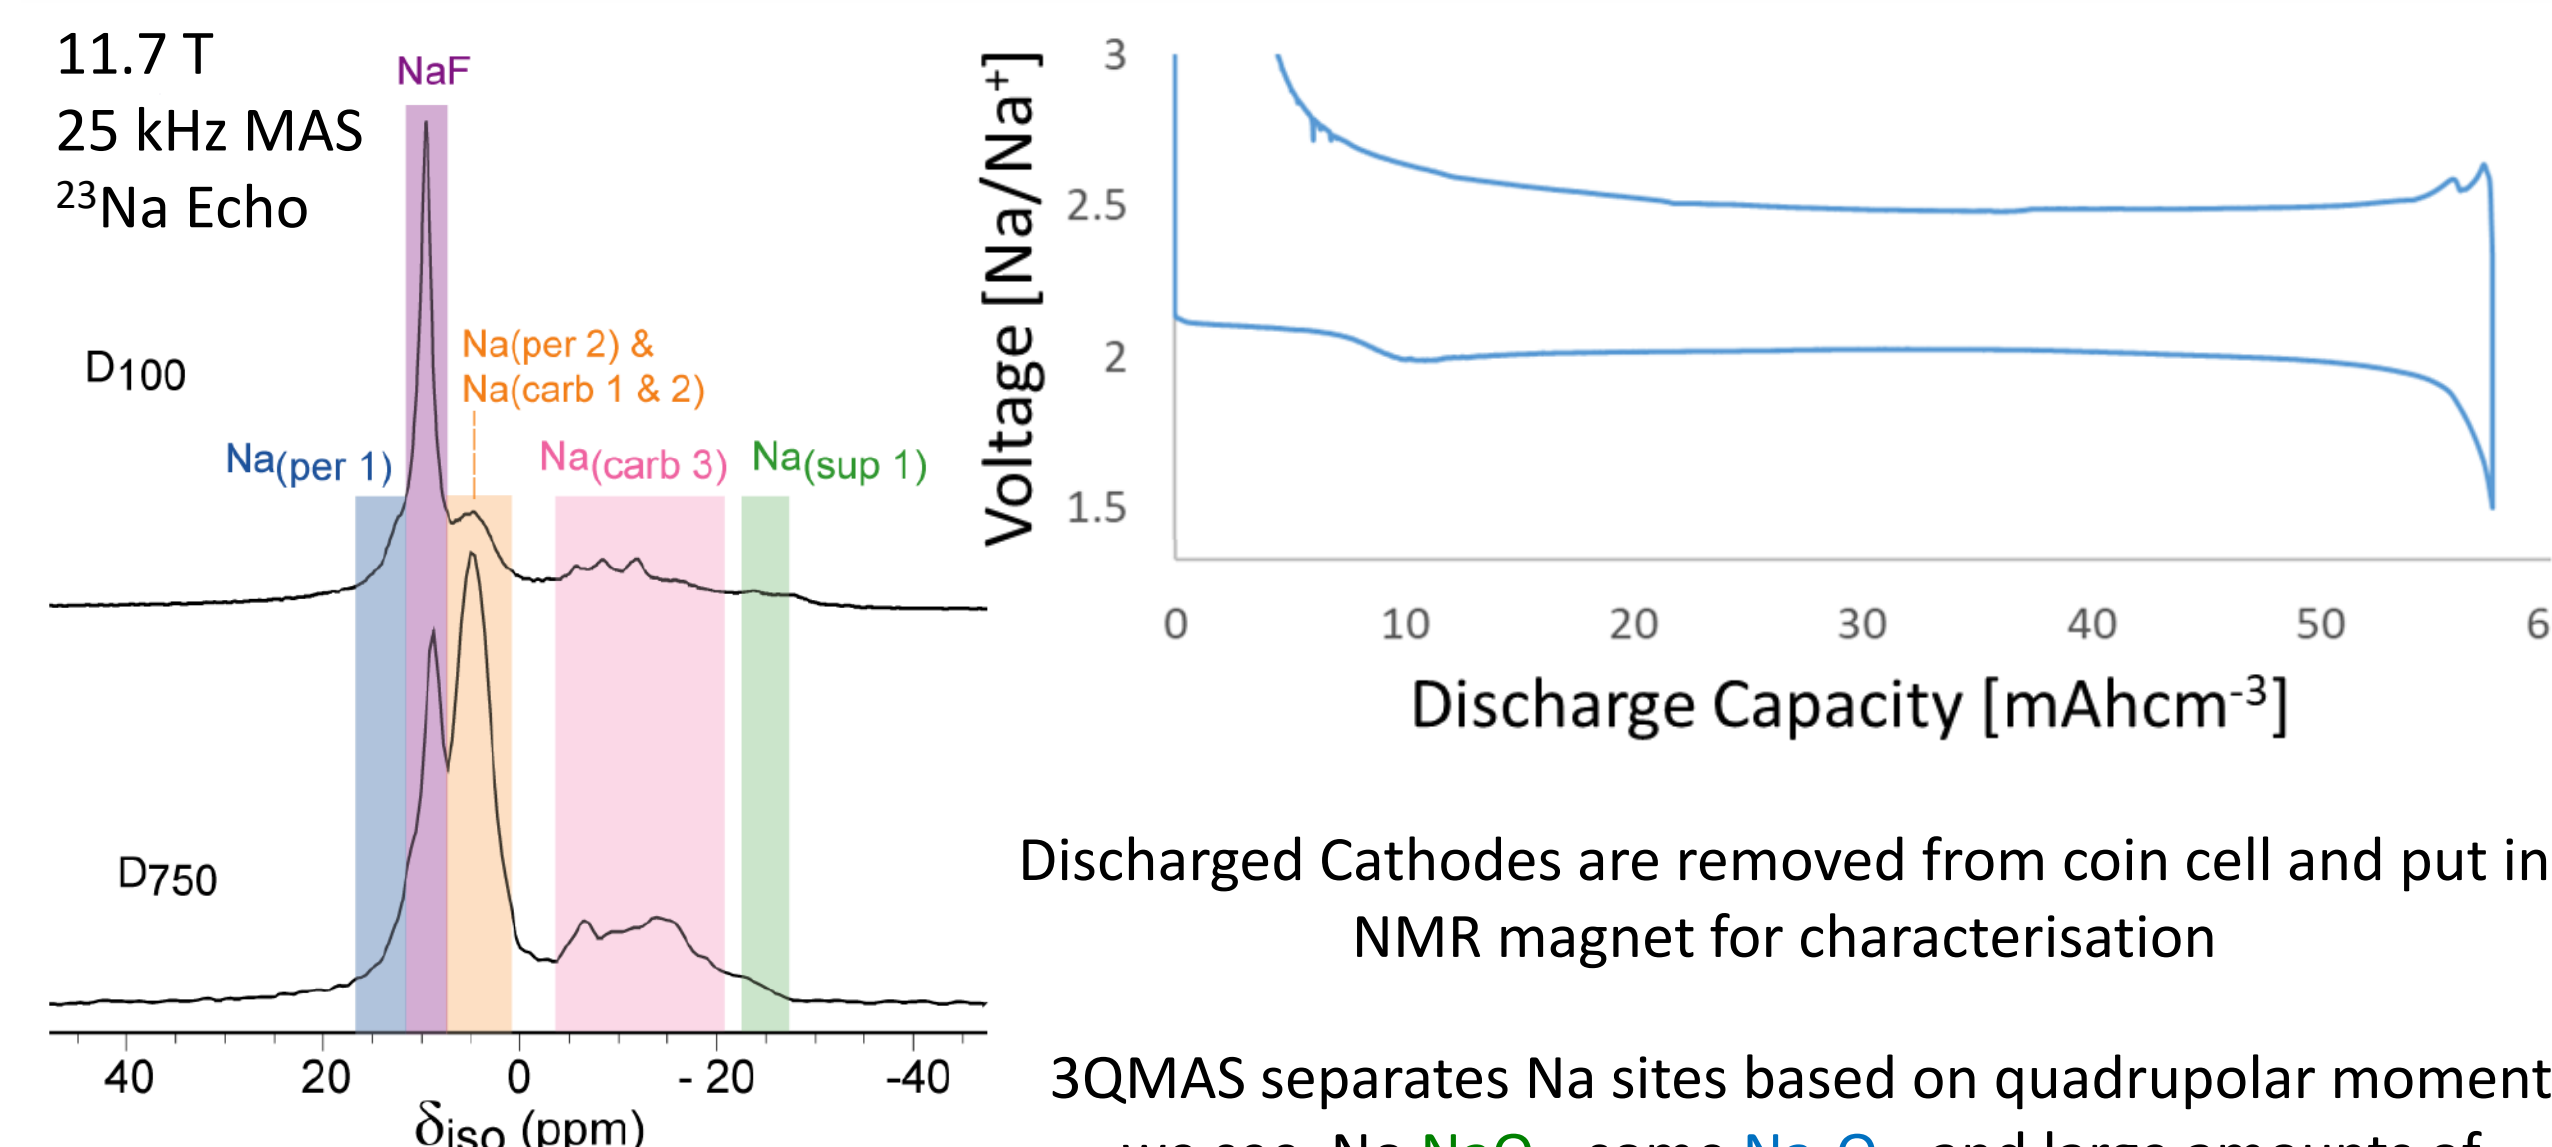 11.7 T
25 kHz MAS
23Na Echo
NaF
D100
Na(per 2) &
Na(carb 1 & 2)
Na(per 1)
Na(carb 3)
Na(sup 1)
D750
40 20 0 - 20 -40
δiso (ppm)
Voltage [Na/Na+]
3
2.5
2
1.5
0 10 20 30 40 50 6
Discharge Capacity [mAhcm-3]
Discharged Cathodes are removed from coin cell and put in
NMR magnet for characterisation
3QMAS separates Na sites based on quadrupolar moment